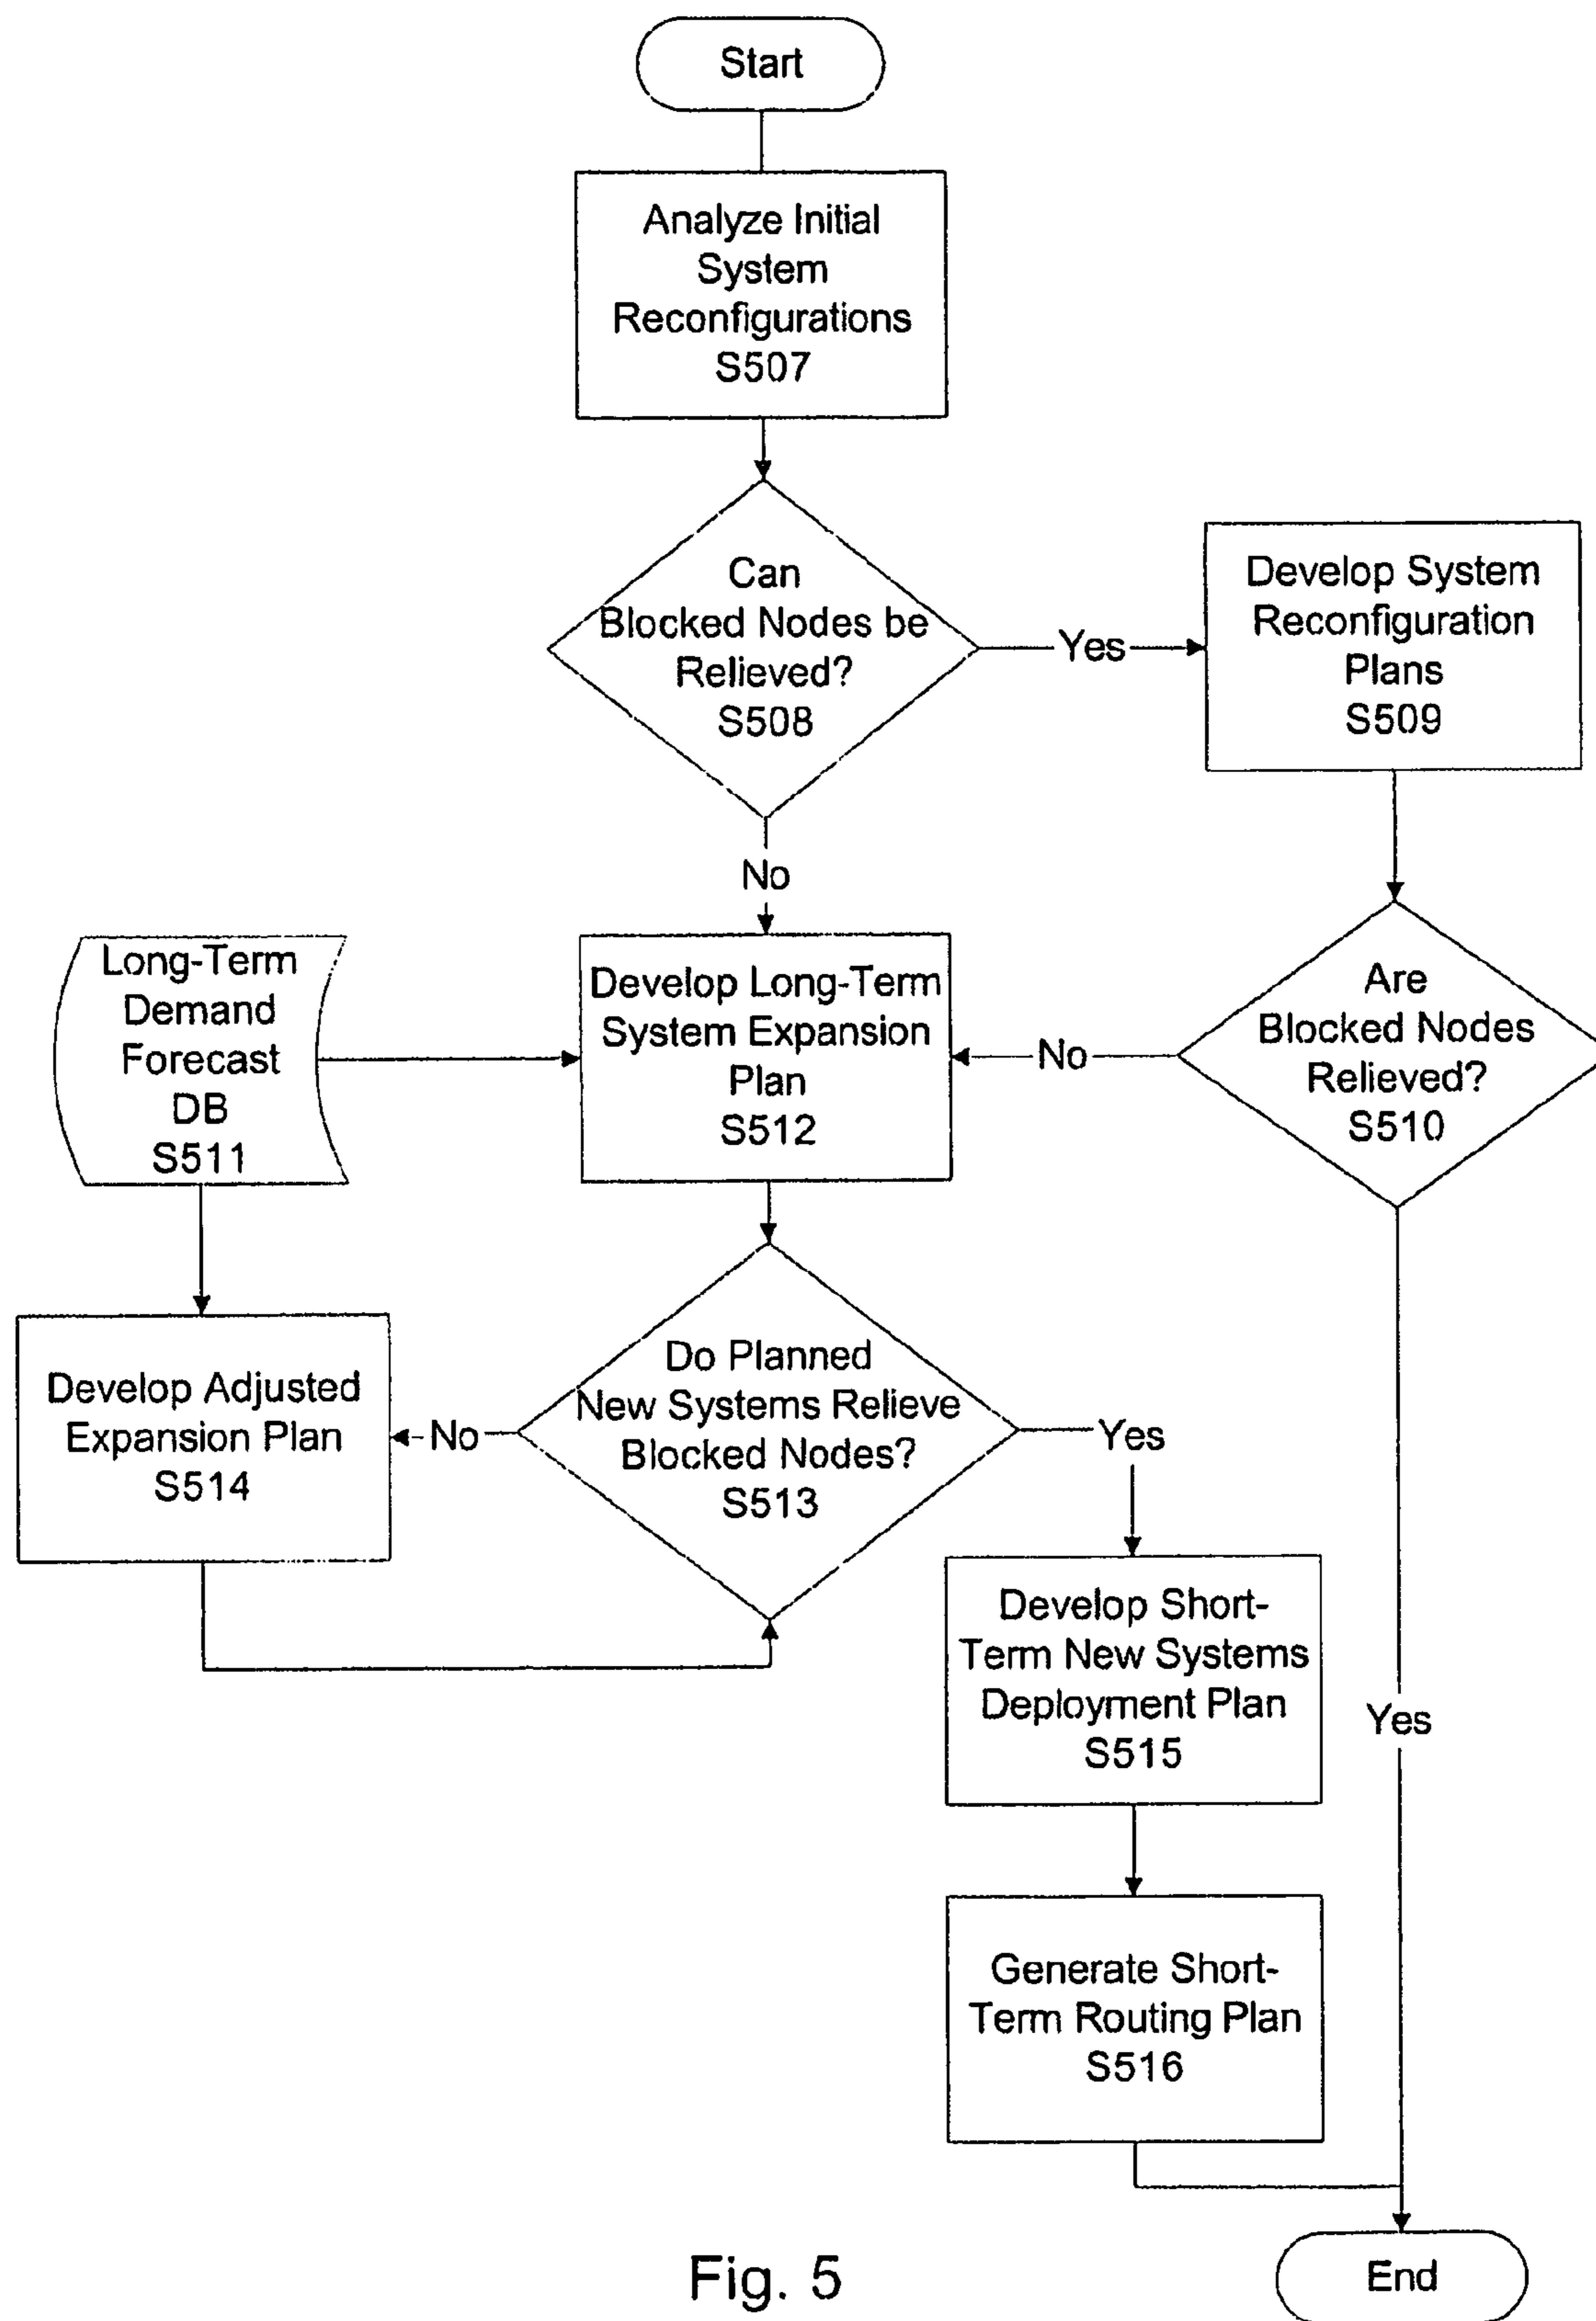 Start
Analyze Initial
System
Reconfigurations
S507
Can
Blocked Nodes be
Relieved?
S508
Yes
Develop System
Reconfiguration
Plans
S509
No
Long-Term
Demand
Forecast
DB
S511
Develop Long-Term
System Expansion
Plan
S512
No
Are
Blocked Nodes
Relieved?
S510
Develop Adjusted
Expansion Plan
S514
No
Do Planned
New Systems Relieve
Blocked Nodes?
S513
Yes
Develop Short-
Term New Systems
Deployment Plan
S515
Yes
Generate Short-
Term Routing Plan
S516
End
Fig. 5